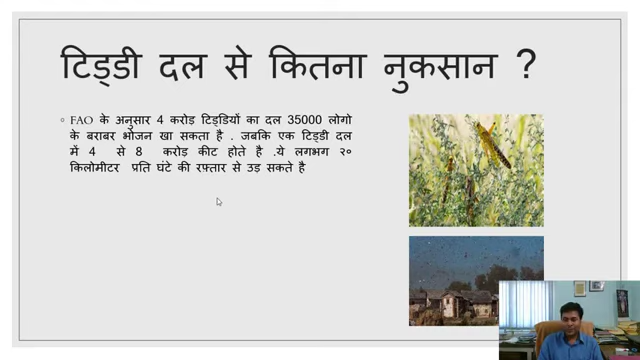 टिड्डी दल से कितना नुकसान ?
FAO के अनुसार 4 करोड़ टिड्डियों का दल 35000 लोगो
के बराबर भोजन खा सकता है . जबकि एक टिड्डी दल
में 4 से 8 करोड़ कीट होते है .ये लगभग २०
किलोमीटर प्रति घंटे की रफ़्तार से उड़ सकते है